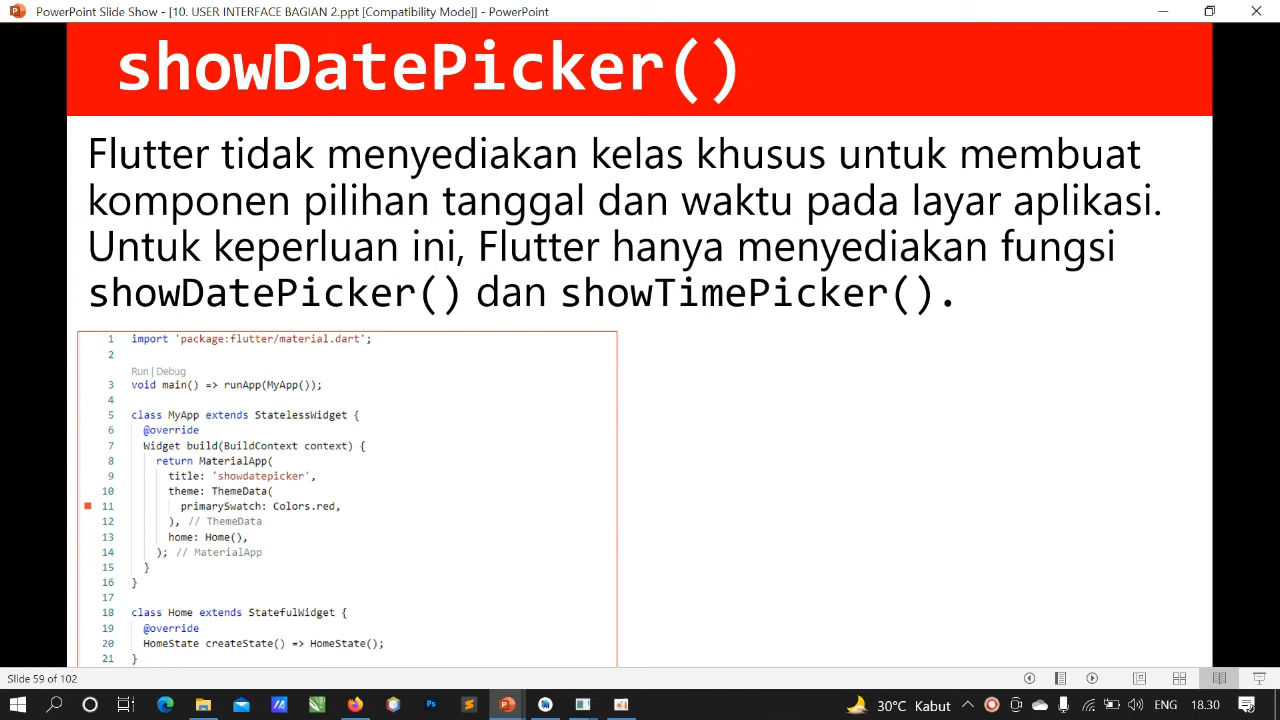 PowerPoint Slide Show - [10. USER INTERFACE BAGIAN 2.ppt [Compatibility Mode]] - PowerPoint
showDatePicker()
Flutter tidak menyediakan kelas khusus untuk membuat
komponen pilihan tanggal dan waktu pada layar aplikasi.
Untuk keperluan ini, Flutter hanya menyediakan fungsi
showDatePicker() dan showTimePicker().
1 import 'package:flutter/material.dart';
2
Run | Debug
3 void main() => runApp(MyApp());
4
5 class MyApp extends StatelessWidget {
6 @override
7 Widget build(BuildContext context) {
8 return MaterialApp(
9 title: 'showdatepicker',
10 theme: ThemeData(
11 primarySwatch: Colors.red,
12 ), // ThemeData
13 home: Home(),
14 ); // MaterialApp
15 }
16 }
17
18 class Home extends StatefulWidget {
19 @override
20 HomeState createState() => HomeState();
21 }
Slide 59 of 102
30°C Kabut ENG 18.30